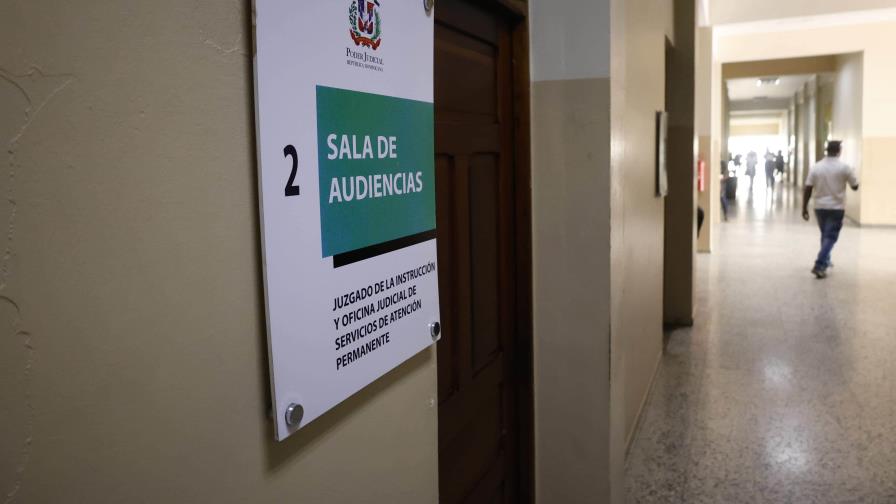 PODER JUDICIAL
REPÚBLICA DOMINICANA
2
SALA DE
AUDIENCIAS
JUZGADO DE LA INSTRUCCIÓN
Y OFICINA JUDICIAL DE
SERVICIOS DE ATENCIÓN
PERMANENTE